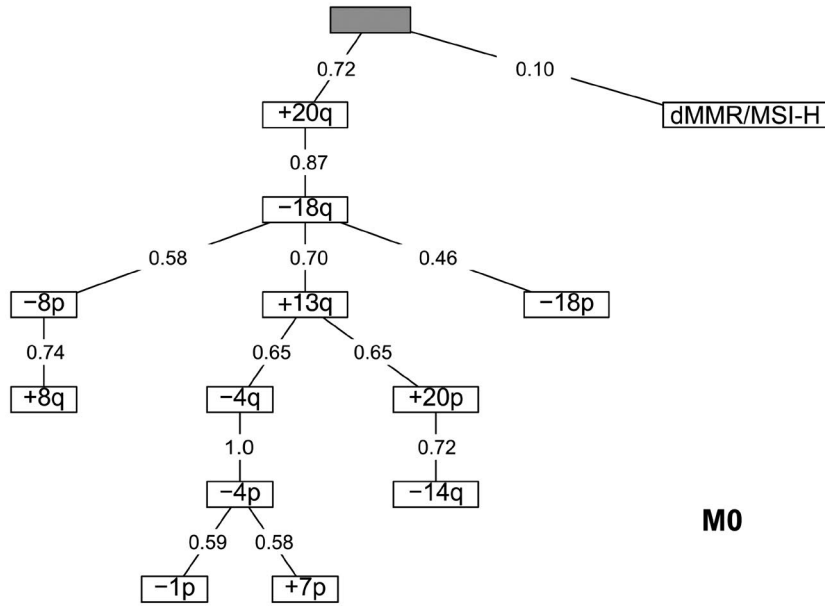 0.72
0.10
+20q
dMMR/MSI-H
0.87
−18q
0.58
0.70
0.46
−8p
+13q
−18p
0.74
0.65
0.65
+8q
−4q
+20p
1.0
0.72
−4p
−14q
M0
0.59
0.58
−1p
+7p